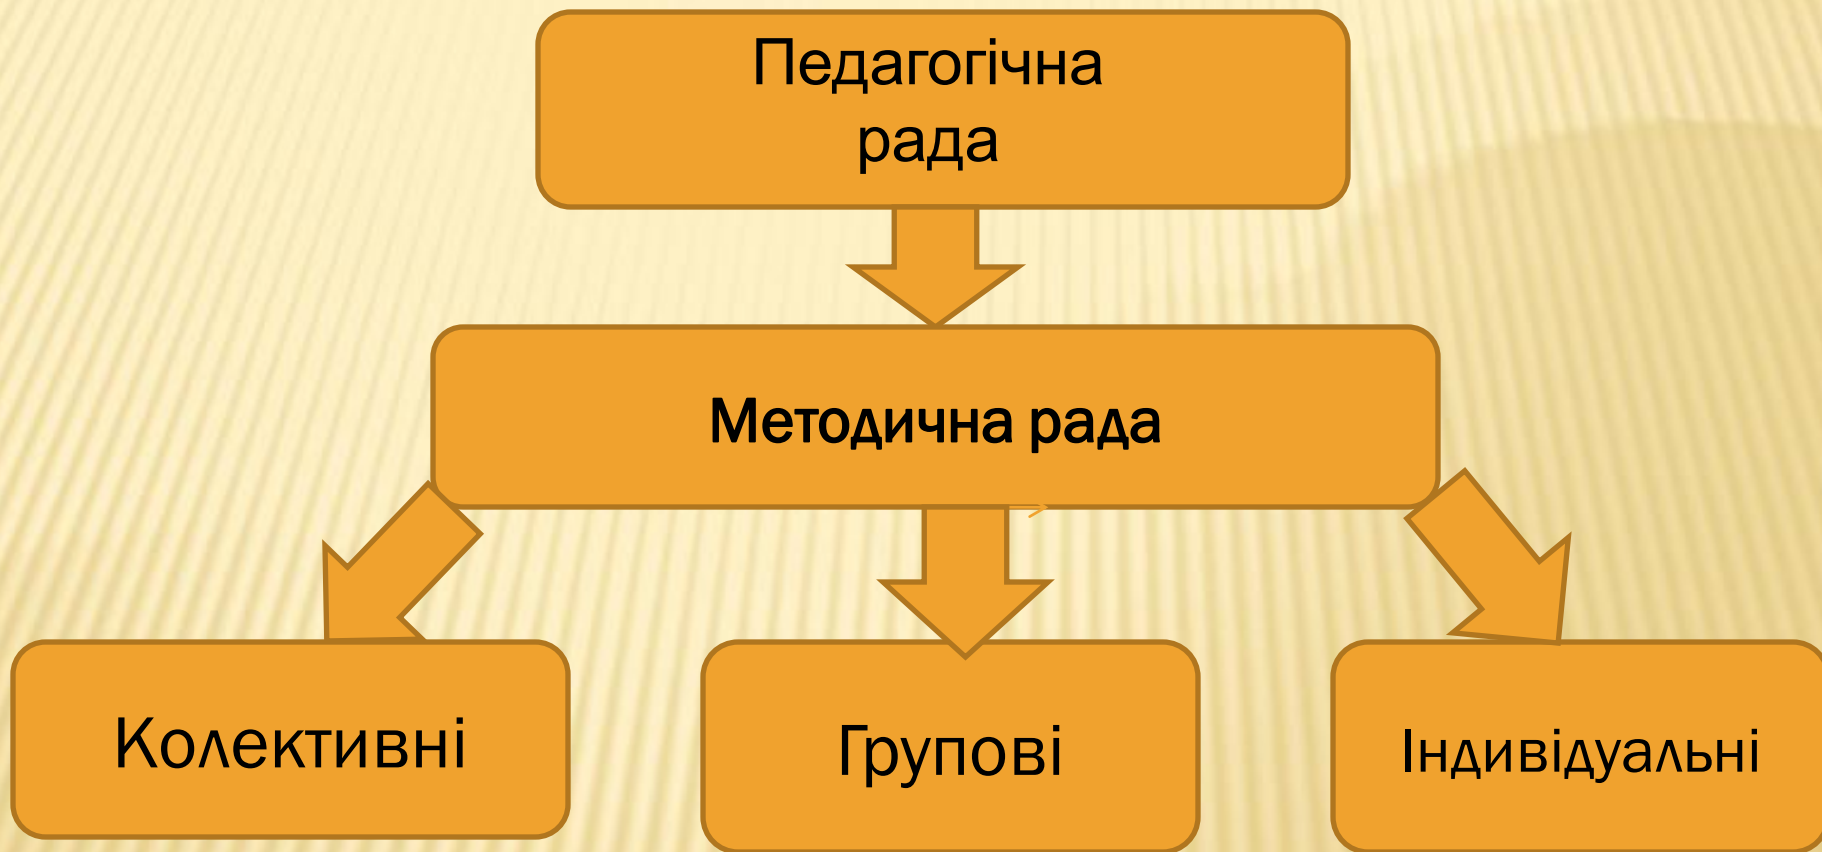 Педагогічна
рада
Методична рада
Колективні
Групові
Індивідуальні